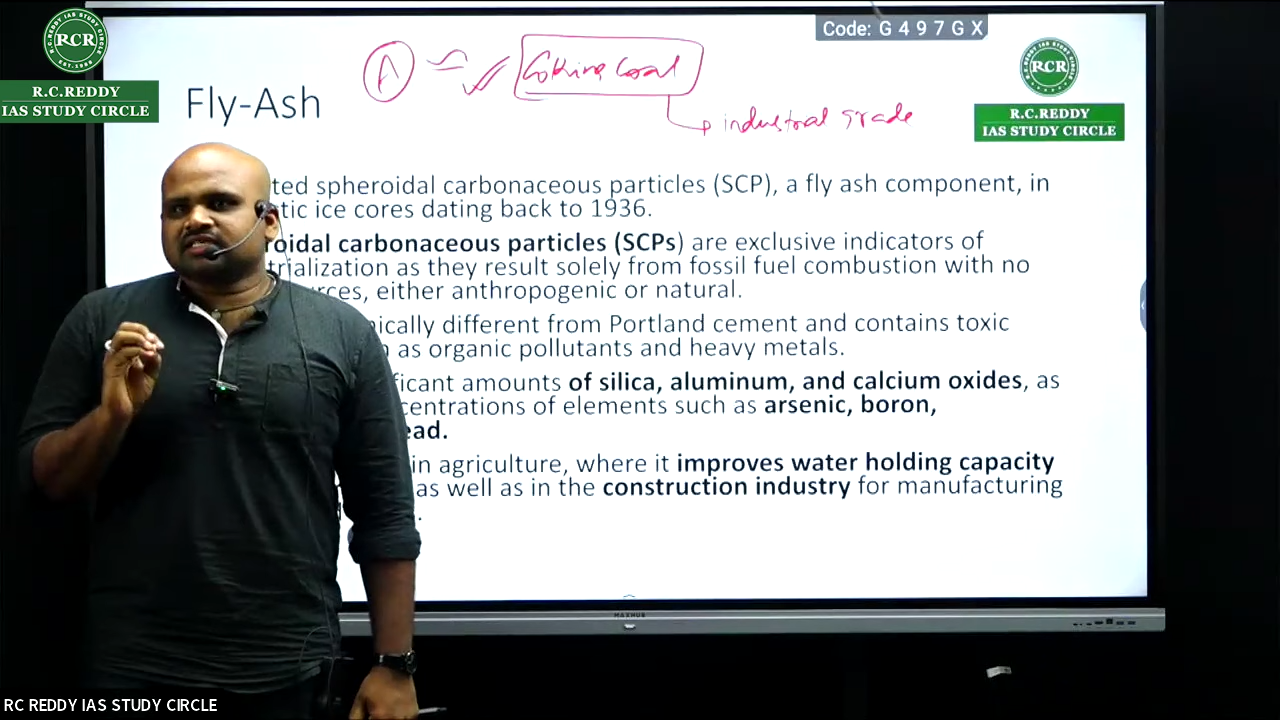 RCR
R.C.REDDY
IAS STUDY CIRCLE
Code: G 4 9 7 G X
A
Coking Coal
industrial grade
RCR
R.C.REDDY
IAS STUDY CIRCLE
Fly-Ash
ted spheroidal carbonaceous particles (SCP), a fly ash component, in
tic ice cores dating back to 1936.
roidal carbonaceous particles (SCPs) are exclusive indicators of
trialization as they result solely from fossil fuel combustion with no
rces, either anthropogenic or natural.
ically different from Portland cement and contains toxic
as organic pollutants and heavy metals.
ficant amounts of silica, aluminum, and calcium oxides, as
centrations of elements such as arsenic, boron,
ead.
in agriculture, where it improves water holding capacity
as well as in the construction industry for manufacturing
MAXHUB
RC REDDY IAS STUDY CIRCLE